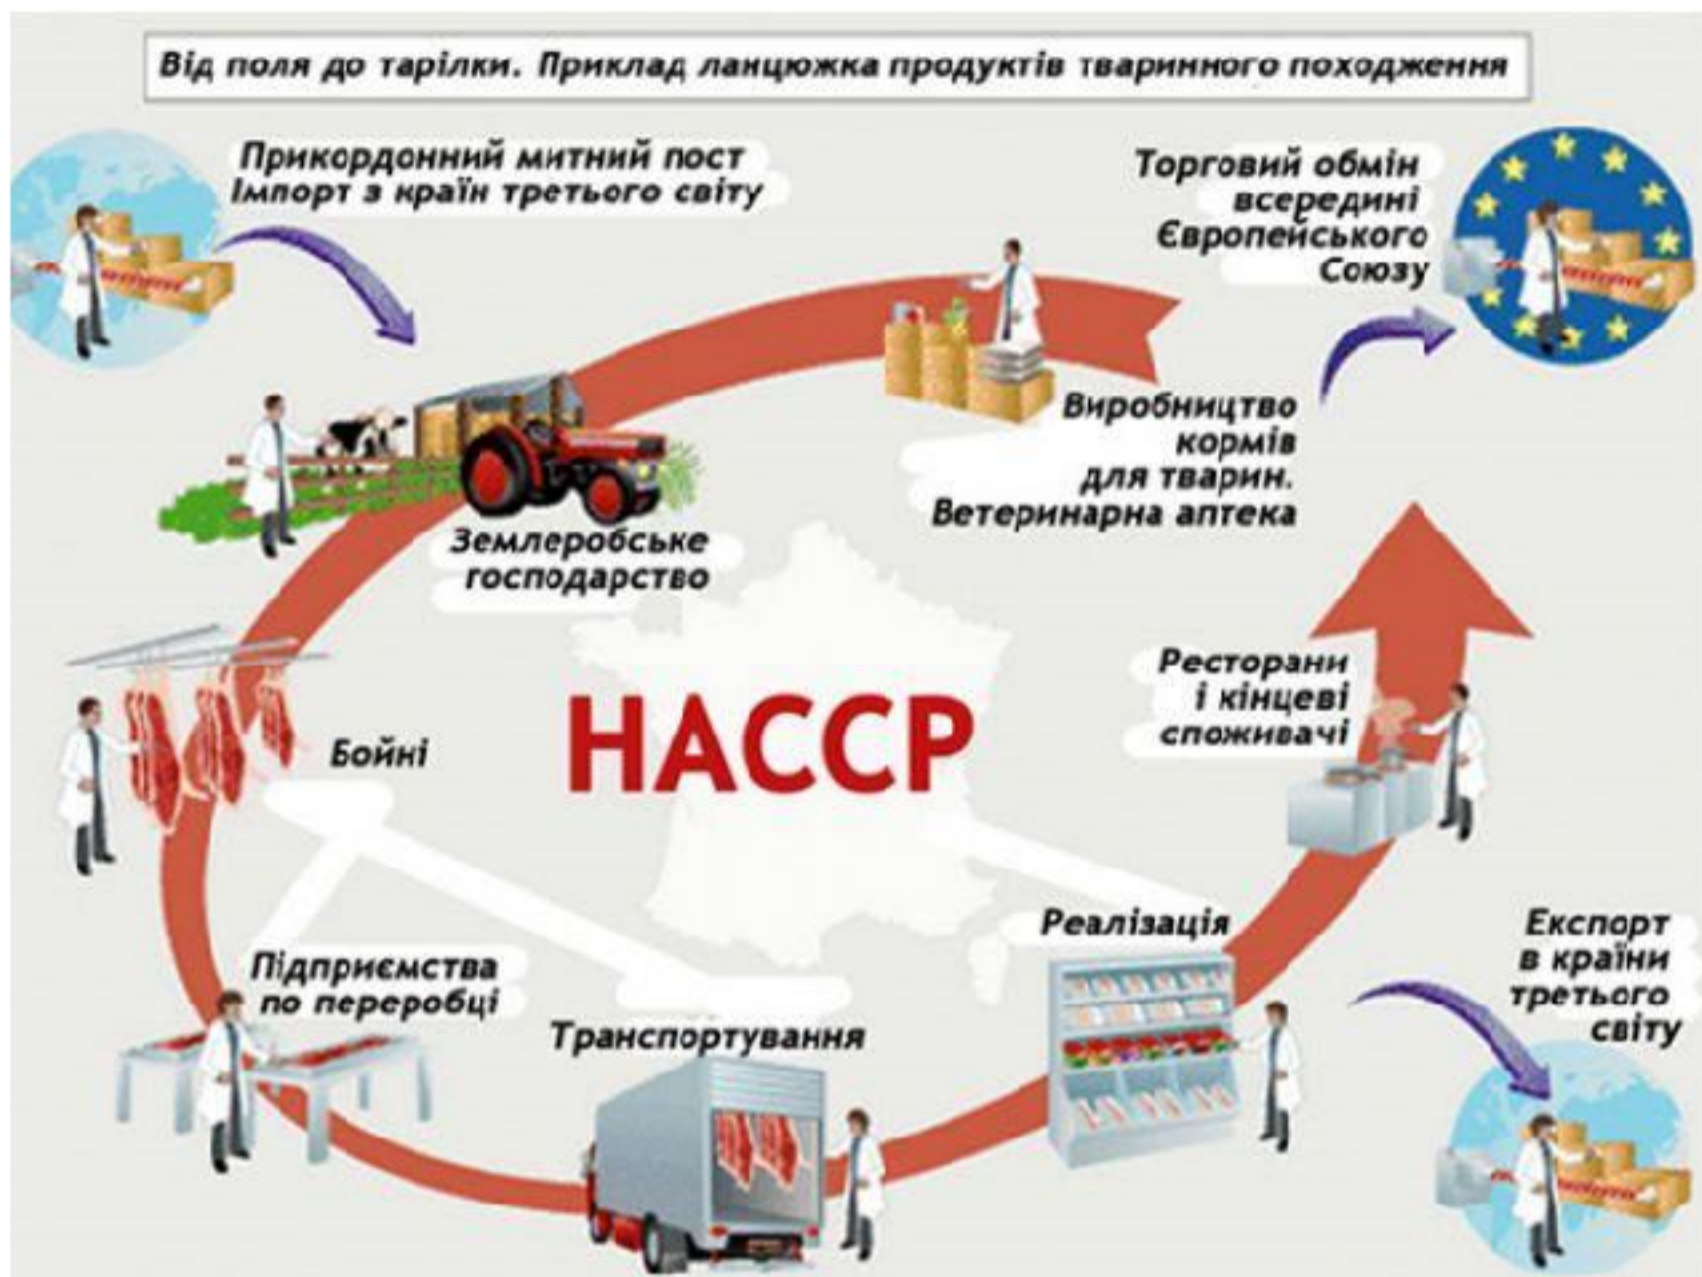 Від поля до тарілки. Приклад ланцюжка продуктів тваринного походження
Прикордонний митний пост
Імпорт з країн третього світу
Торговий обмін
всередині
Європейського
Союзу
Виробництво
кормів
для тварин.
Ветеринарна аптека
Землеробське
господарство
Ресторани
і кінцеві
споживачі
НАССР
Бойні
Реалізація
Експорт
в країни
третього
світу
Підприємства
по переробці
Транспортування